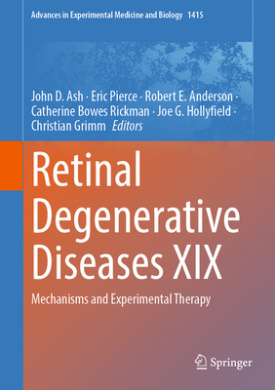 Advances in Experimental Medicine and Biology 1415
John D. Ash · Eric Pierce · Robert E. Anderson ·
Catherine Bowes Rickman · Joe G. Hollyfield ·
Christian Grimm Editors
Retinal
Degenerative
Diseases XIX
Mechanisms and Experimental Therapy
Springer